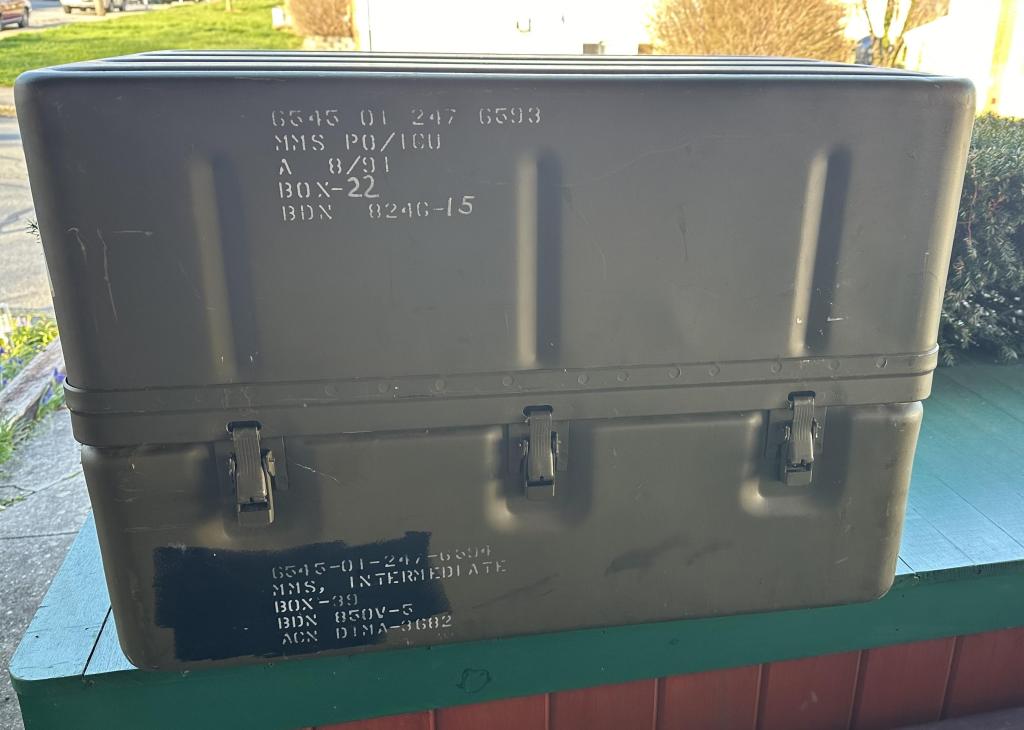 6545 01 247 6593
MMS PO/ICU
A 8/91
BOX-22
BDN 8246-15
6545-01-247-6594
MMS, INTERMEDIATE
BOX-39
BDN 850V-5
ACN DIMA-3682